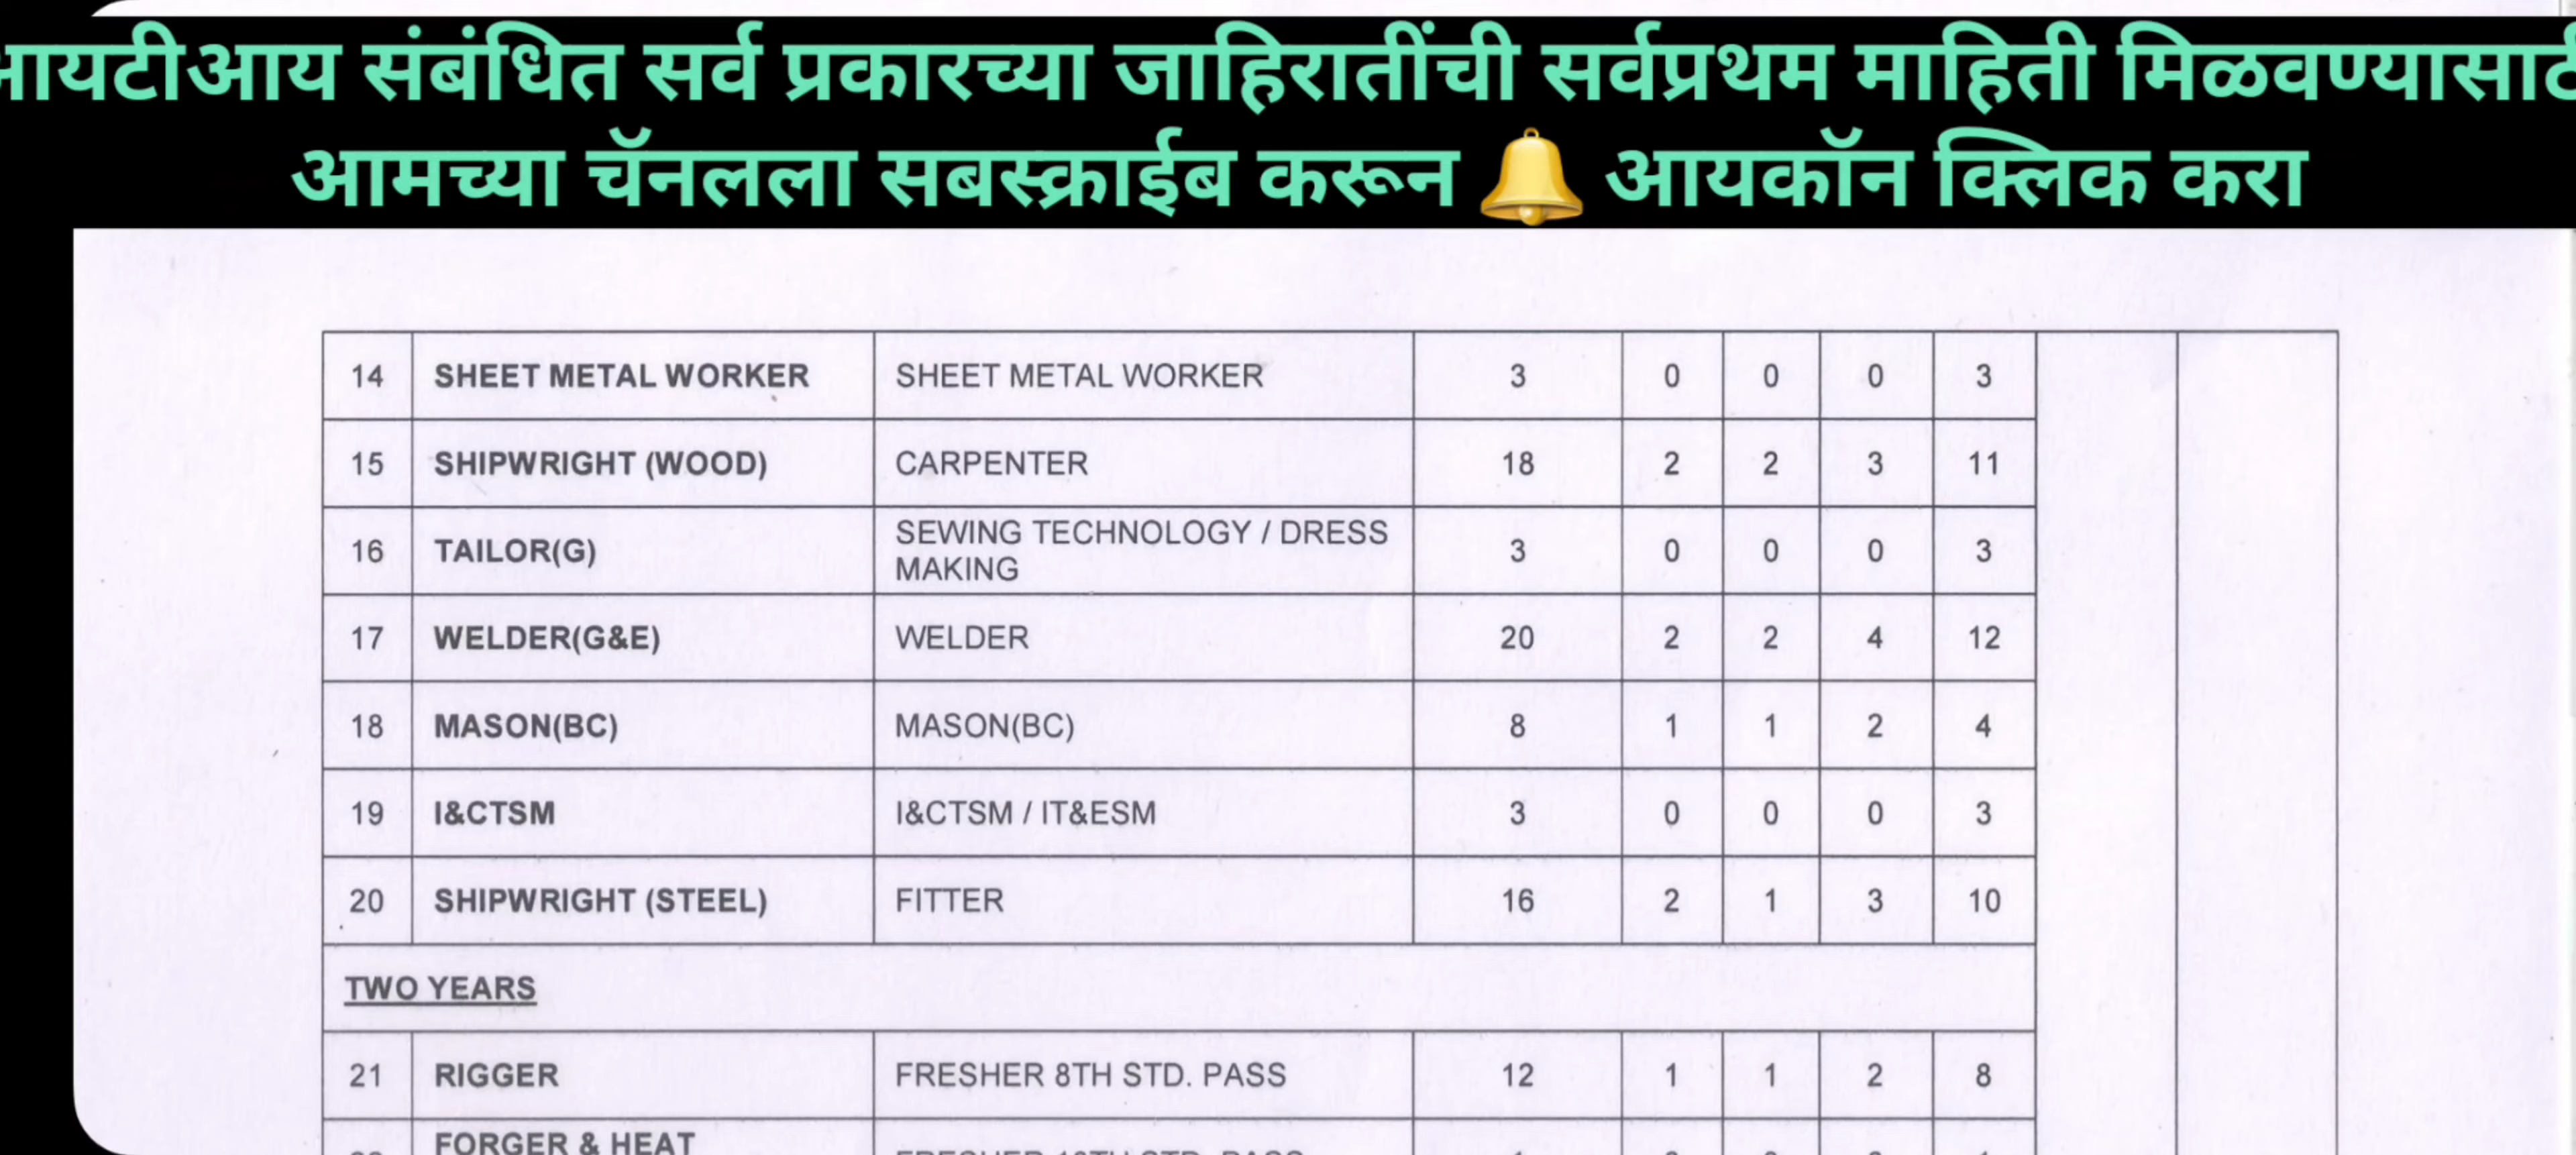 आयटीआय संबंधित सर्व प्रकारच्या जाहिरातींची सर्वप्रथम माहिती
आमच्या चॅनलला सबस्क्राईब करून 🔔 आयकॉन क्लिक करा
14 SHEET METAL WORKER SHEET METAL WORKER 3 0 0 0 3
15 SHIPWRIGHT (WOOD) CARPENTER 18 2 2 3 11
16 TAILOR(G) SEWING TECHNOLOGY / DRESS MAKING 3 0 0 0 3
17 WELDER(G&E) WELDER 20 2 2 4 12
18 MASON(BC) MASON(BC) 8 1 1 2 4
19 I&CTSM I&CTSM / IT&ESM 3 0 0 0 3
20 SHIPWRIGHT (STEEL) FITTER 16 2 1 3 10
TWO YEARS
21 RIGGER FRESHER 8TH STD. PASS 12 1 1 2 8
FORGER & HEAT